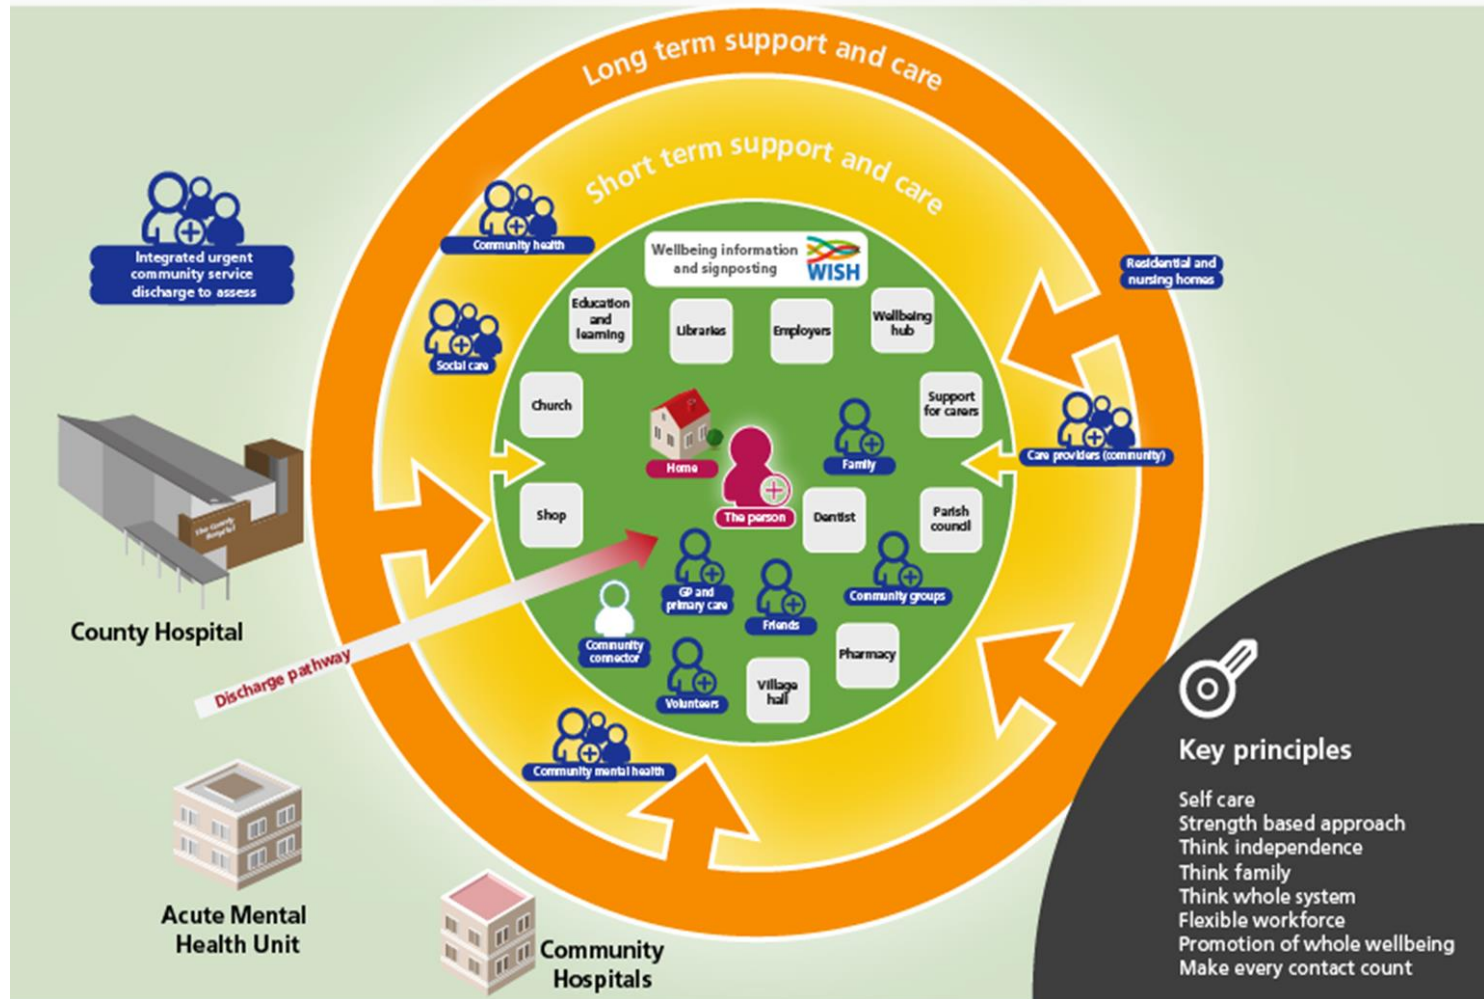 Long term support and care
Short term support and care
Integrated urgent
community service
discharge to assess
Community health
Wellbeing information
and signposting
WISH
Residential and
nursing homes
Education
and
learning
Libraries
Employers
Wellbeing
hub
Social care
Church
Support
for carers
Home
Family
Care providers (community)
The person
Shop
Dentist
Parish
council
The County
Hospital
County Hospital
GP and
primary care
Friends
Community groups
Community
connector
Volunteers
Pharmacy
Village
hall
Discharge pathway
Community mental health
Acute Mental
Health Unit
Community
Hospitals
Key principles
Self care
Strength based approach
Think independence
Think family
Think whole system
Flexible workforce
Promotion of whole wellbeing
Make every contact count